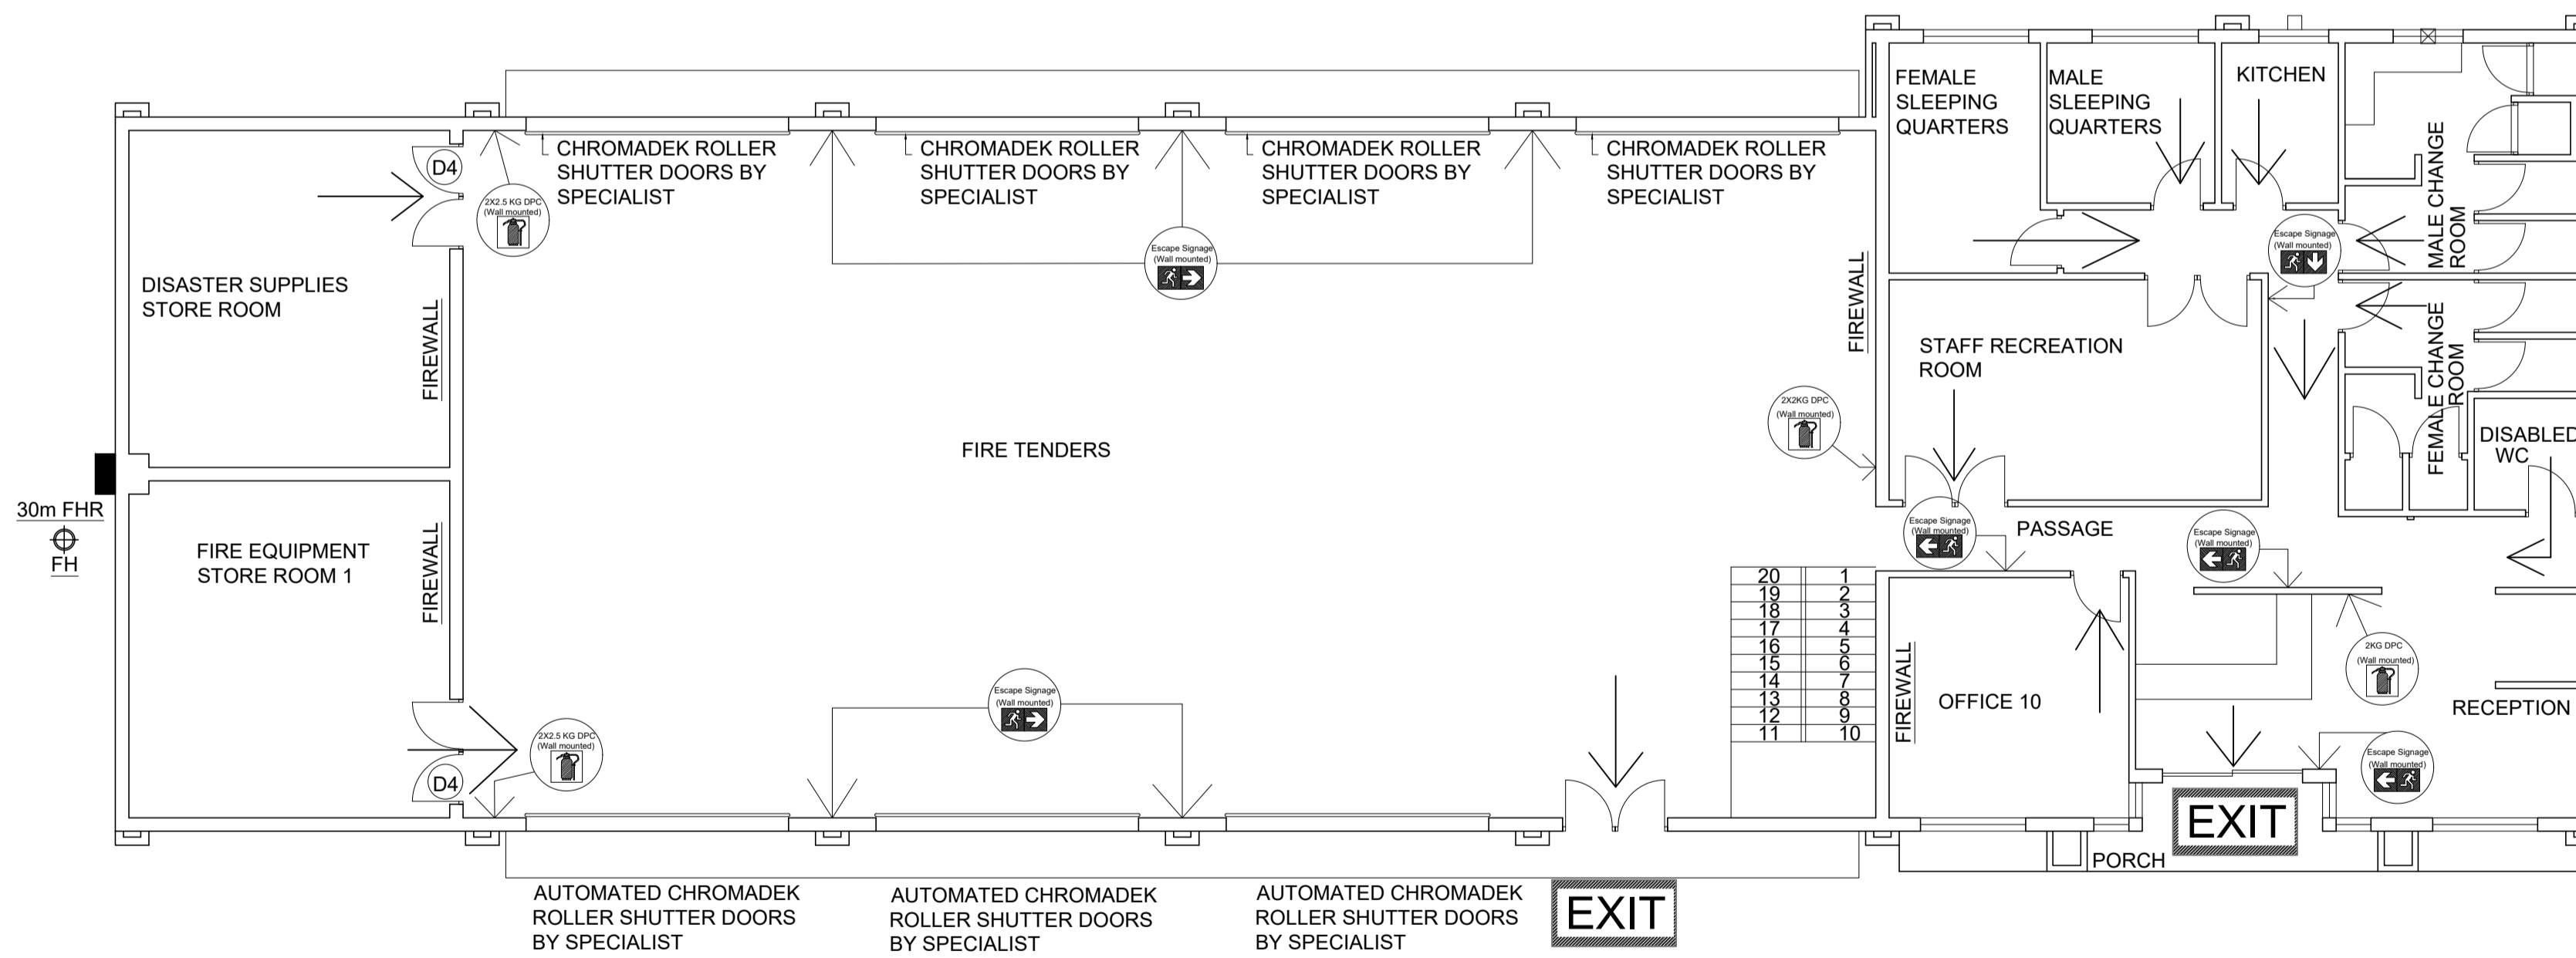 FEMALE
SLEEPING
QUARTERS
MALE
SLEEPING
QUARTERS
KITCHEN
MALE CHANGE
ROOM
CHROMADEK ROLLER
SHUTTER DOORS BY
SPECIALIST
CHROMADEK ROLLER
SHUTTER DOORS BY
SPECIALIST
CHROMADEK ROLLER
SHUTTER DOORS BY
SPECIALIST
CHROMADEK ROLLER
SHUTTER DOORS BY
SPECIALIST
D4
2X2.5 KG DPC
(Wall mounted)
Escape Signage
(Wall mounted)
Escape Signage
(Wall mounted)
DISASTER SUPPLIES
STORE ROOM
FIREWALL
FIREWALL
STAFF RECREATION
ROOM
FEMALE CHANGE
ROOM
2X2KG DPC
(Wall mounted)
FIRE TENDERS
DISABLED
WC
30m FHR
FH
FIRE EQUIPMENT
STORE ROOM 1
FIREWALL
Escape Signage
(Wall mounted)
PASSAGE
Escape Signage
(Wall mounted)
20 1
19 2
18 3
17 4
16 5
15 6
14 7
13 8
12 9
11 10
FIREWALL
OFFICE 10
2KG DPC
(Wall mounted)
RECEPTION
Escape Signage
(Wall mounted)
2X2.5 KG DPC
(Wall mounted)
D4
Escape Signage
(Wall mounted)
EXIT
PORCH
AUTOMATED CHROMADEK
ROLLER SHUTTER DOORS
BY SPECIALIST
AUTOMATED CHROMADEK
ROLLER SHUTTER DOORS
BY SPECIALIST
AUTOMATED CHROMADEK
ROLLER SHUTTER DOORS
BY SPECIALIST
EXIT